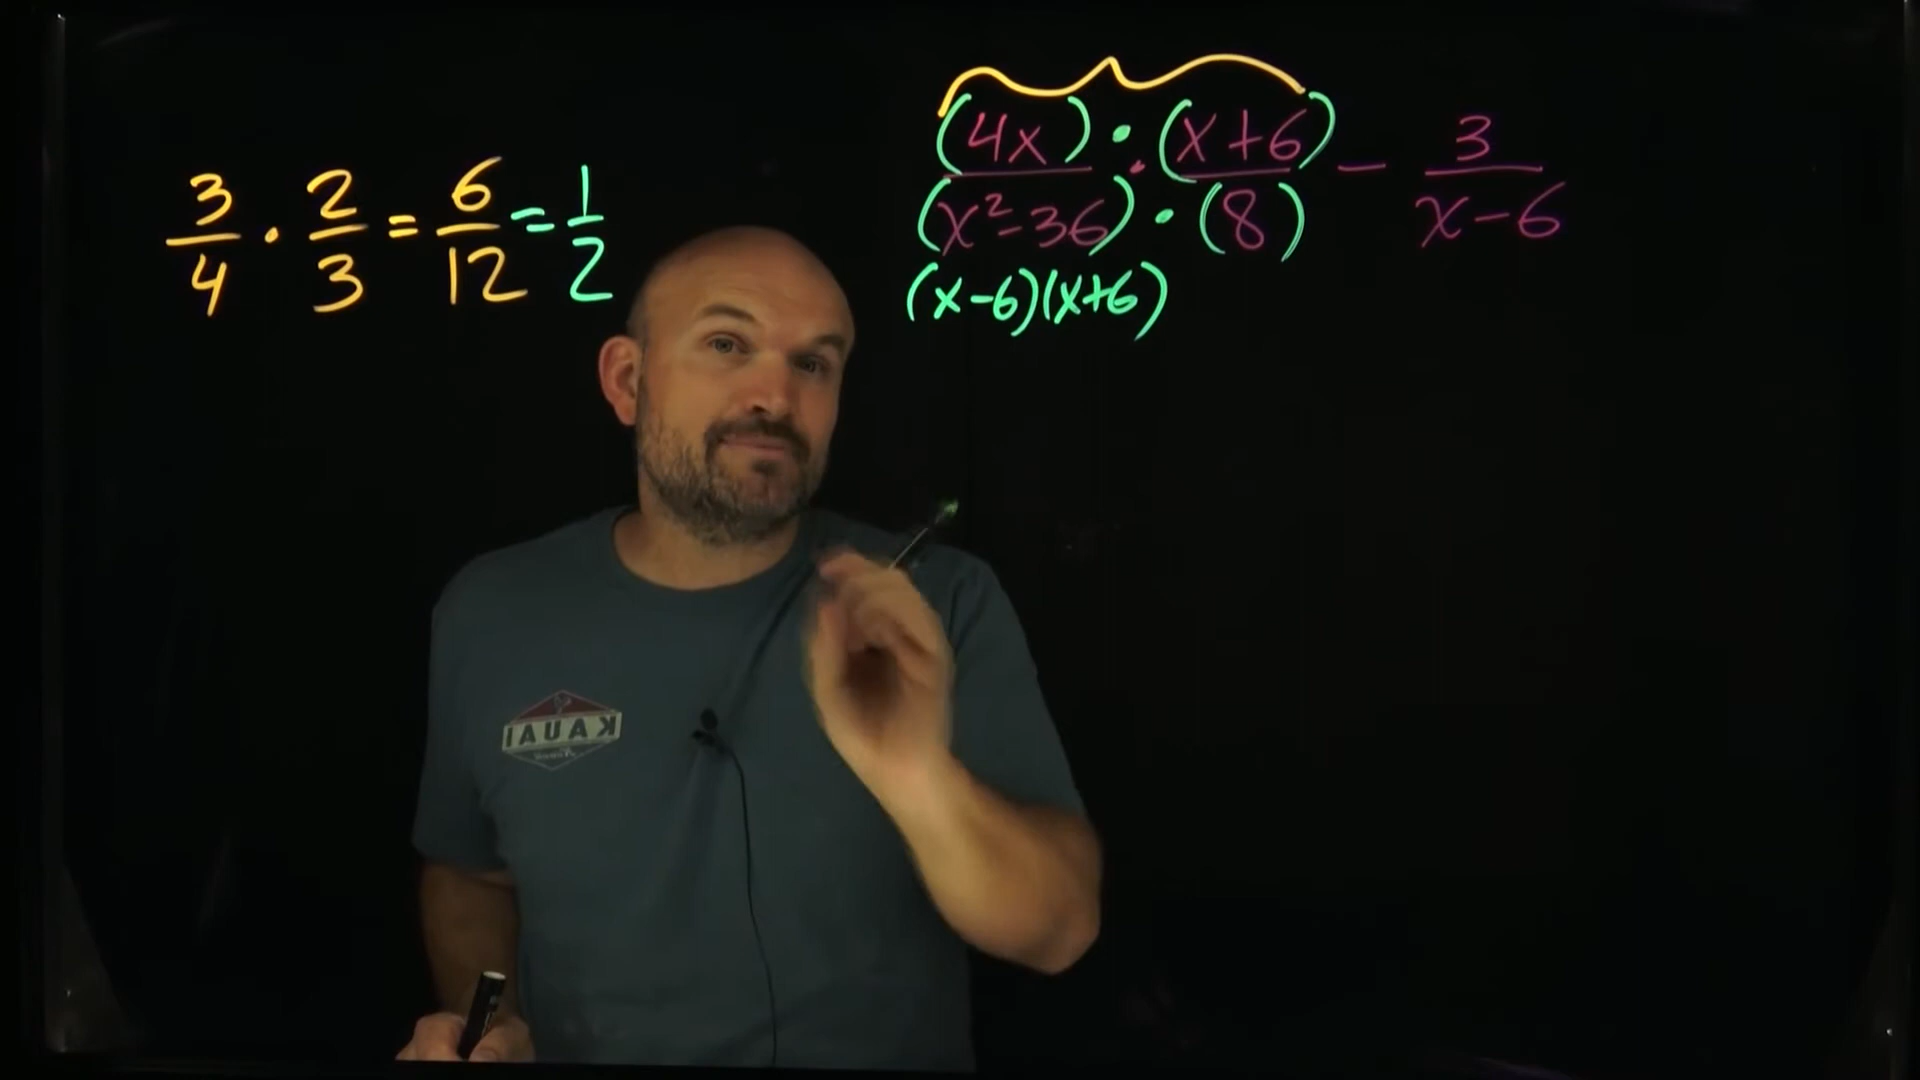 3/4 · 2/3 = 6/12 = 1/2
(4x) · (x+6) / (x²-36) · (8) - 3/(x-6)
(x-6)(x+6)
KAUAI